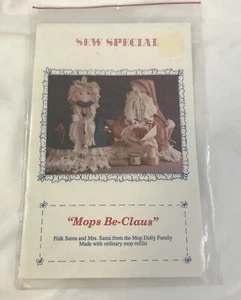 SEW SPECIAL
"Mops Be-Claus"
Folk Santa and Mrs. Santa from the Mop Dolly Family
Made with ordinary mop refills